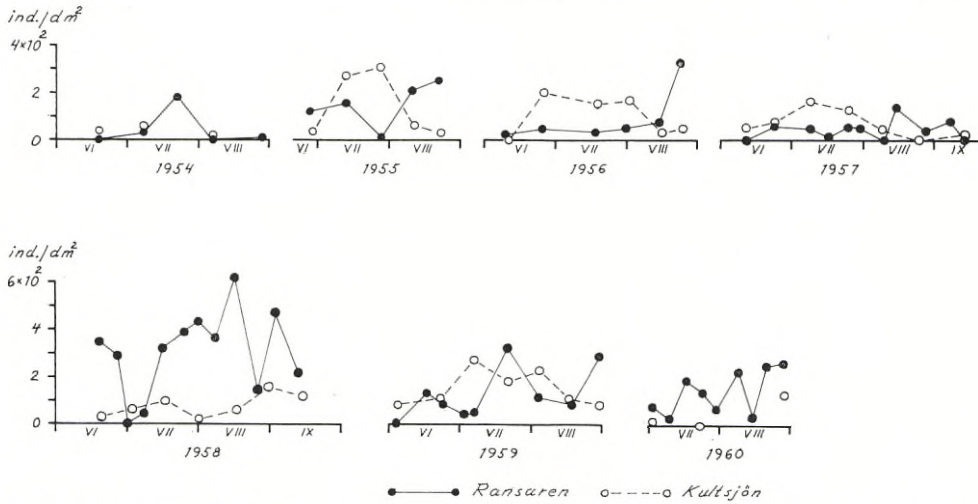 ind./dm²
4×10²
2
0
VI VII VIII
1954
VI VII VIII
1955
VI VII VIII
1956
VI VII VIII IX
1957
ind./dm²
6×10²
4
2
0
VI VII VIII IX
1958
VI VII VIII
1959
VII VIII
1960
Ransaren Kultsjön